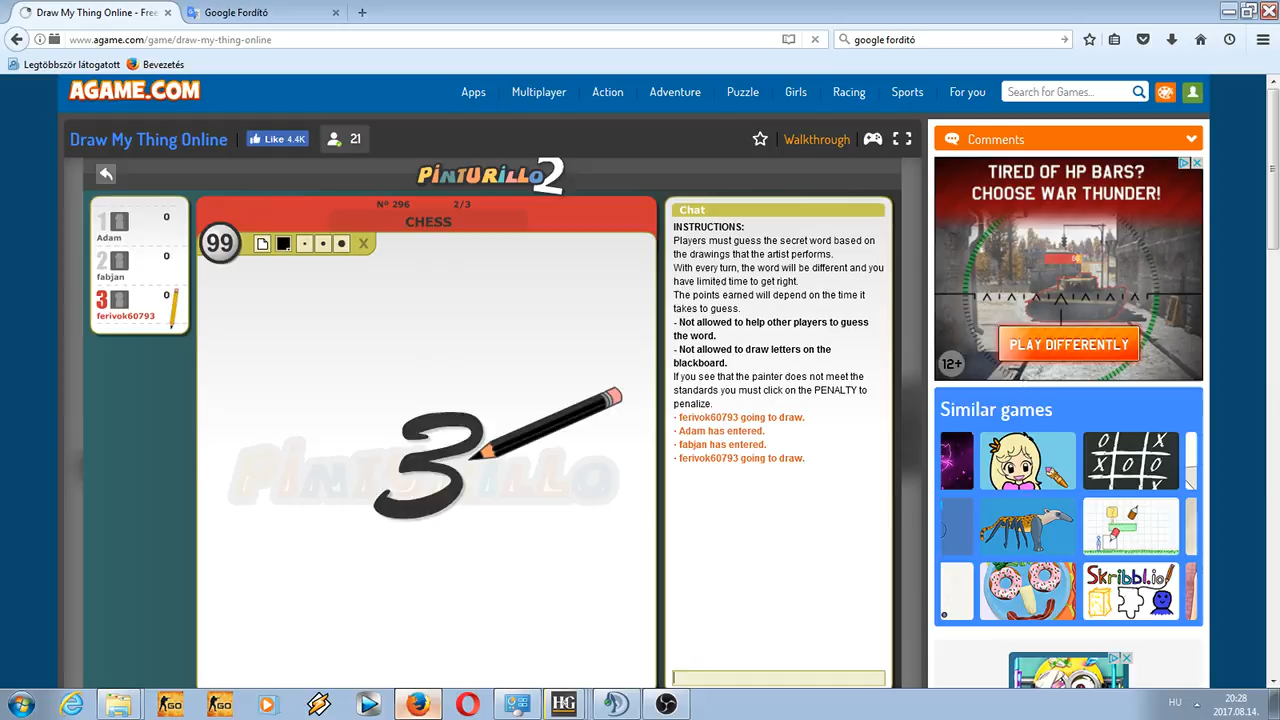 Draw My Thing Online - Free
Google Fordító
www.agame.com/game/draw-my-thing-online
google forditó
Legtöbbször látogatott
Bevezetés
AGAME.COM
Apps
Multiplayer
Action
Adventure
Puzzle
Girls
Racing
Sports
For you
Search for Games...
Draw My Thing Online
Like 4.4K
21
Walkthrough
PINTURILLO 2
1
0
Adam
2
0
fabjan
3
0
ferivok60793
Nº 296
2/3
CHESS
99
X
3
Chat
INSTRUCTIONS:
Players must guess the secret word based on
the drawings that the artist performs.
With every turn, the word will be different and you
have limited time to get right.
The points earned will depend on the time it
takes to guess.
- Not allowed to help other players to guess
the word.
- Not allowed to draw letters on the
blackboard.
If you see that the painter does not meet the
standards you must click on the PENALTY to
penalize.
· ferivok60793 going to draw.
· Adam has entered.
· fabjan has entered.
· ferivok60793 going to draw.
Comments
TIRED OF HP BARS?
CHOOSE WAR THUNDER!
PLAY DIFFERENTLY
12+
Similar games
O X
X O O
Skribbl.io
GO
GO
HG
HU
20:28
2017.08.14.